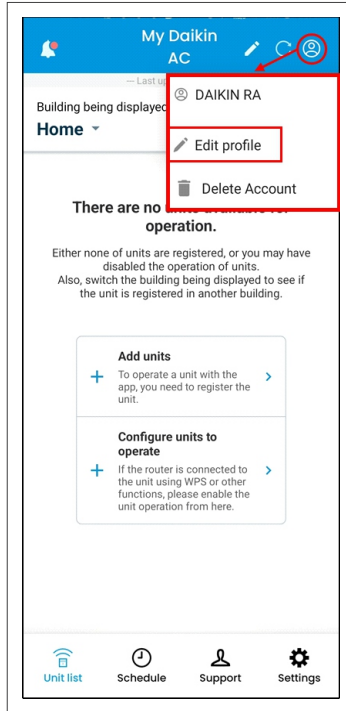 My Daikin
AC
Last up
DAIKIN RA
Building being displayed
Home
Edit profile
Delete Account
There are no
operation.
Either none of units are registered, or you may have
disabled the operation of units.
Also, switch the building being displayed to see if
the unit is registered in another building.
Add units
To operate a unit with the
app, you need to register the
unit.
Configure units to
operate
If the router is connected to
the unit using WPS or other
functions, please enable the
unit operation from here.
Unit list
Schedule
Support
Settings